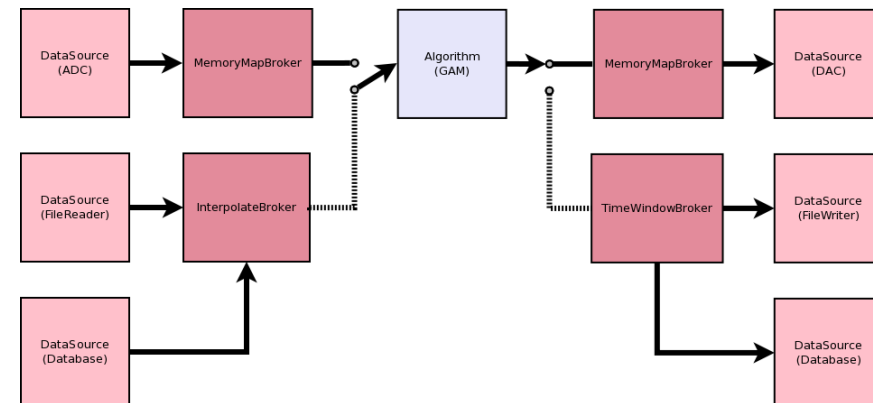 DataSource
(ADC)
MemoryMapBroker
Algorithm
(GAM)
MemoryMapBroker
DataSource
(DAC)
DataSource
(FileReader)
InterpolateBroker
TimeWindowBroker
DataSource
(FileWriter)
DataSource
(Database)
DataSource
(Database)